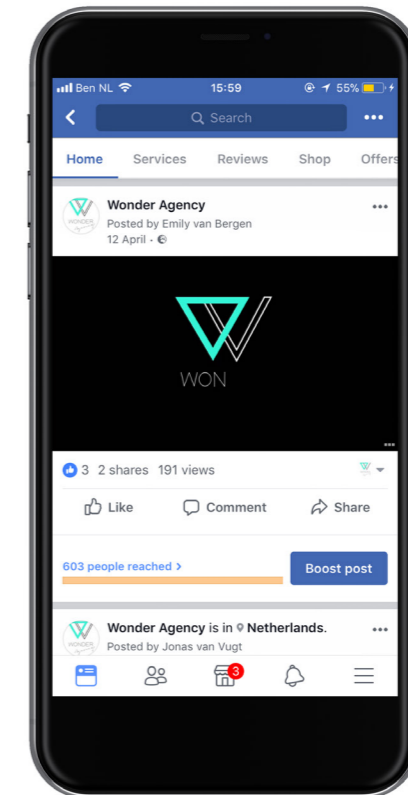 Ben NL 15:59 55%
Search
Home Services Reviews Shop Offers
Wonder Agency
Posted by Emily van Bergen
12 April ·
WONDER
WON
3 2 shares 191 views
Like Comment Share
603 people reached >
Boost post
Wonder Agency is in Netherlands.
Posted by Jonas van Vugt
WONDER
3